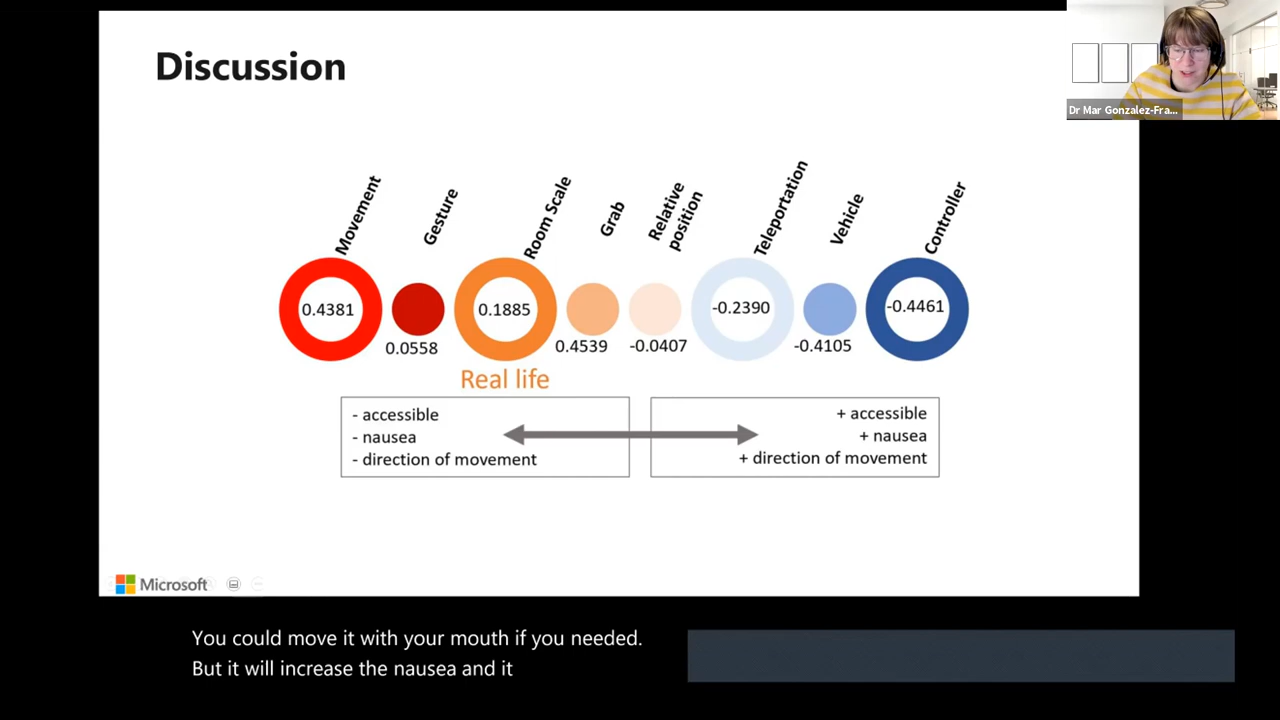 Discussion
Dr Mar Gonzalez-Fra...
Movement
Gesture
Room Scale
Grab
Relative
position
Teleportation
Vehicle
Controller
0.4381
0.0558
0.1885
0.4539
-0.0407
-0.2390
-0.4105
-0.4461
Real life
- accessible
- nausea
- direction of movement
+ accessible
+ nausea
+ direction of movement
Microsoft
You could move it with your mouth if you needed.
But it will increase the nausea and it